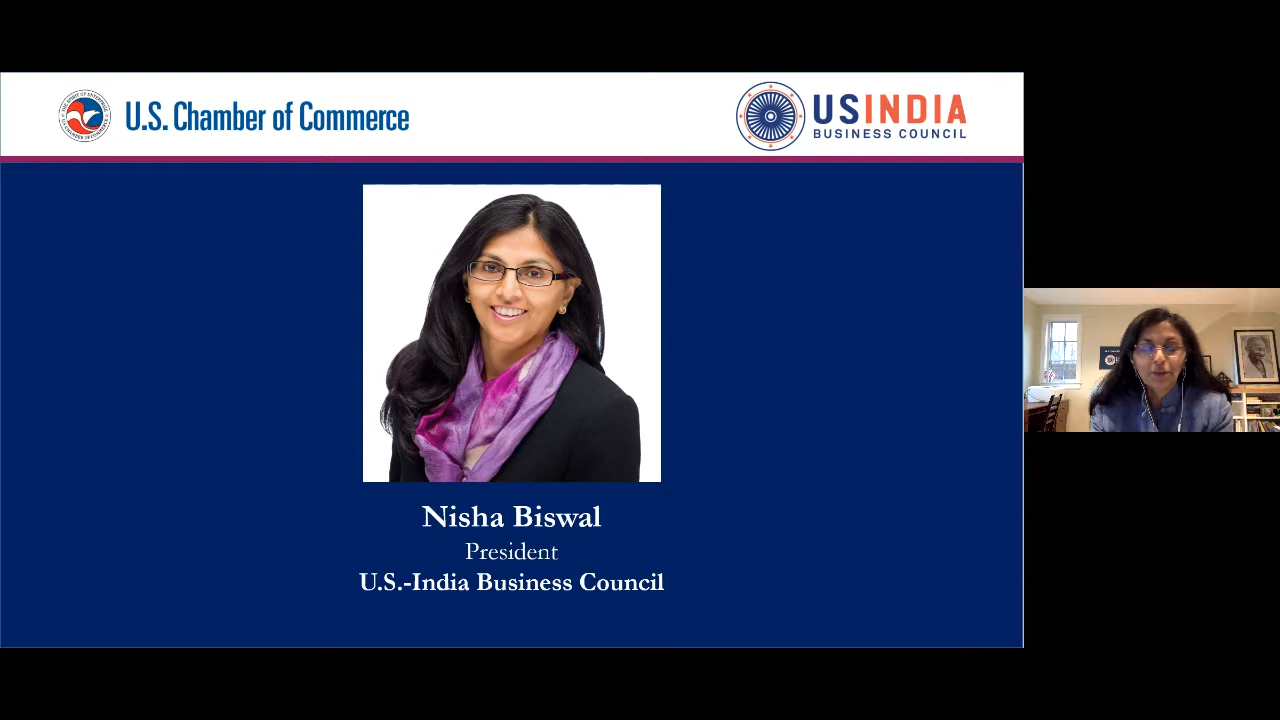 U.S. Chamber of Commerce
USINDIA
BUSINESS COUNCIL
Nisha Biswal
President
U.S.-India Business Council